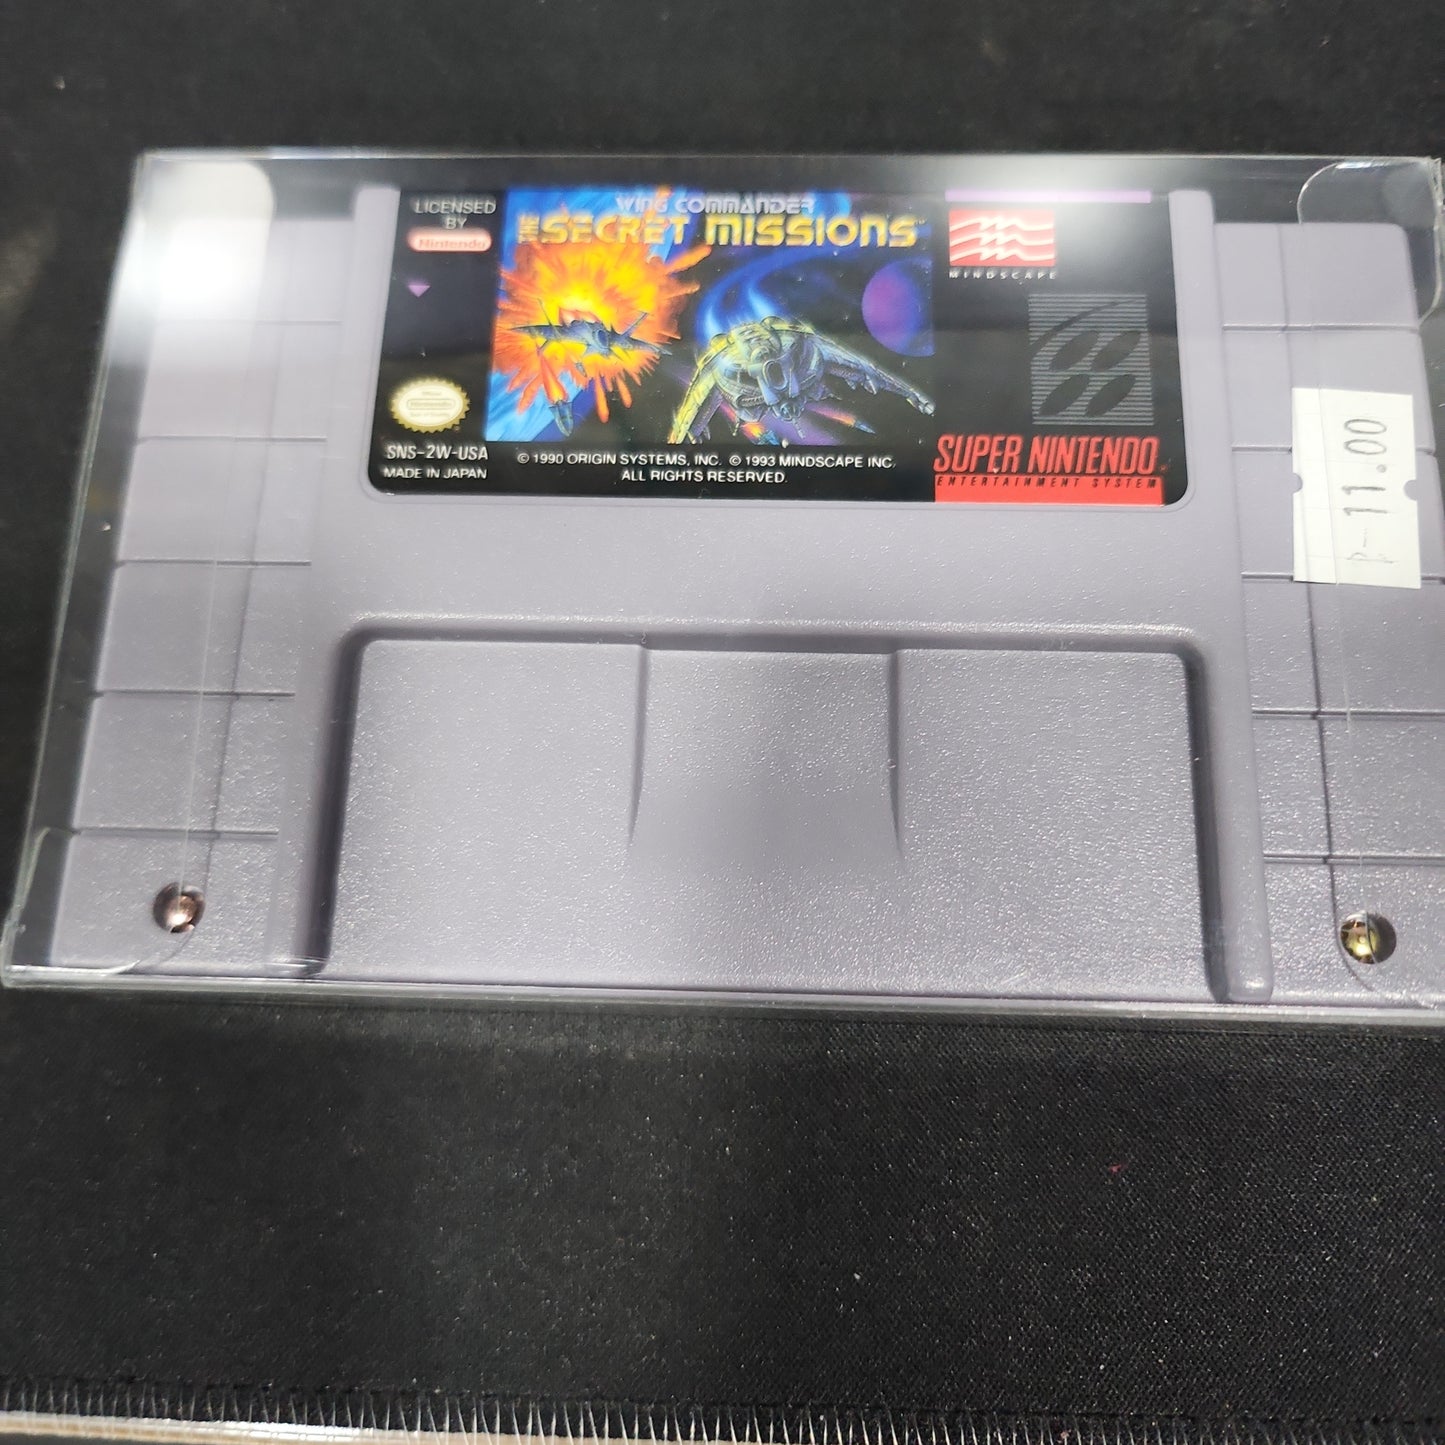 LICENSED
BY
Nintendo
WING COMMANDER
THE SECRET MISSIONS
MINDSCAPE
Nintendo
SNS-2W-USA
MADE IN JAPAN
© 1990 ORIGIN SYSTEMS, INC. © 1993 MINDSCAPE INC.
ALL RIGHTS RESERVED.
SUPER NINTENDO
ENTERTAINMENT SYSTEM
P-11.00